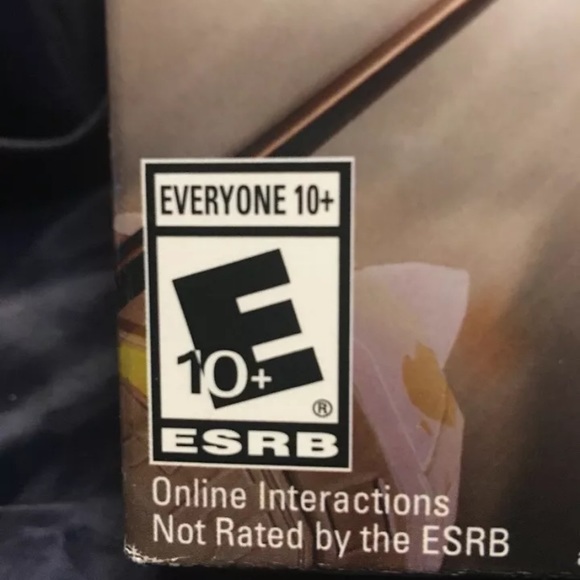 EVERYONE 10+
E
10+
®
ESRB
Online Interactions
Not Rated by the ESRB